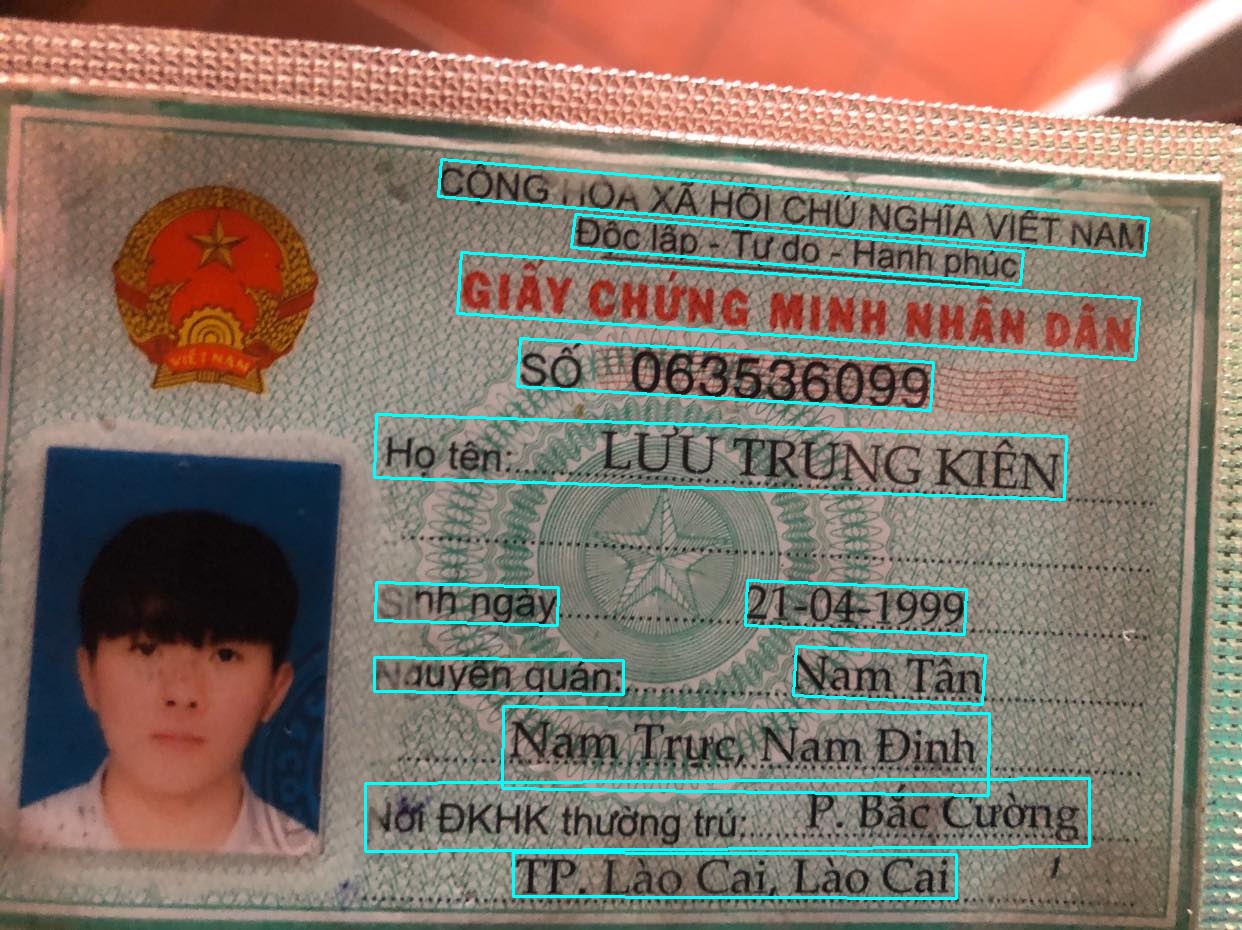 CỘNG HÒA XÃ HỘI CHỦ NGHĨA VIỆT NAM
Độc lập - Tự do - Hạnh phúc
GIẤY CHỨNG MINH NHÂN DÂN
VIỆT NAM
SỐ 063536099
Họ tên: LƯU TRUNG KIÊN
Sinh ngày 21-04-1999
Nguyên quán: Nam Tân
Nam Trực, Nam Định
Nơi ĐKHK thường trú: P. Bắc Cường
TP. Lào Cai, Lào Cai